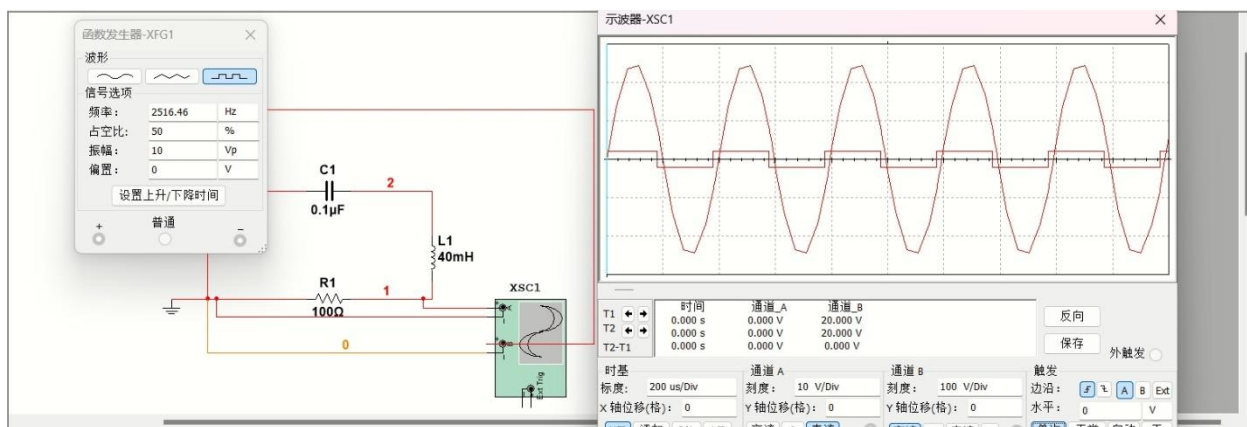 函数发生器-XFG1
波形
信号选项
频率: 2516.46 Hz
占空比: 50 %
振幅: 10 Vp
偏置: 0 V
设置上升/下降时间
+ 普通 −
C1
0.1μF
2
L1
40mH
R1
100Ω
1
0
XSC1
A
B
Ext Trig
示波器-XSC1
时间 通道_A 通道_B
T1 0.000 s 0.000 V 20.000 V
T2 0.000 s 0.000 V 20.000 V
T2-T1 0.000 s 0.000 V 0.000 V
反向
保存
外触发
时基
标度: 200 us/Div
X 轴位移(格): 0
通道 A
刻度: 10 V/Div
Y 轴位移(格): 0
通道 B
刻度: 100 V/Div
Y 轴位移(格): 0
触发
边沿: A B Ext
水平: 0 V